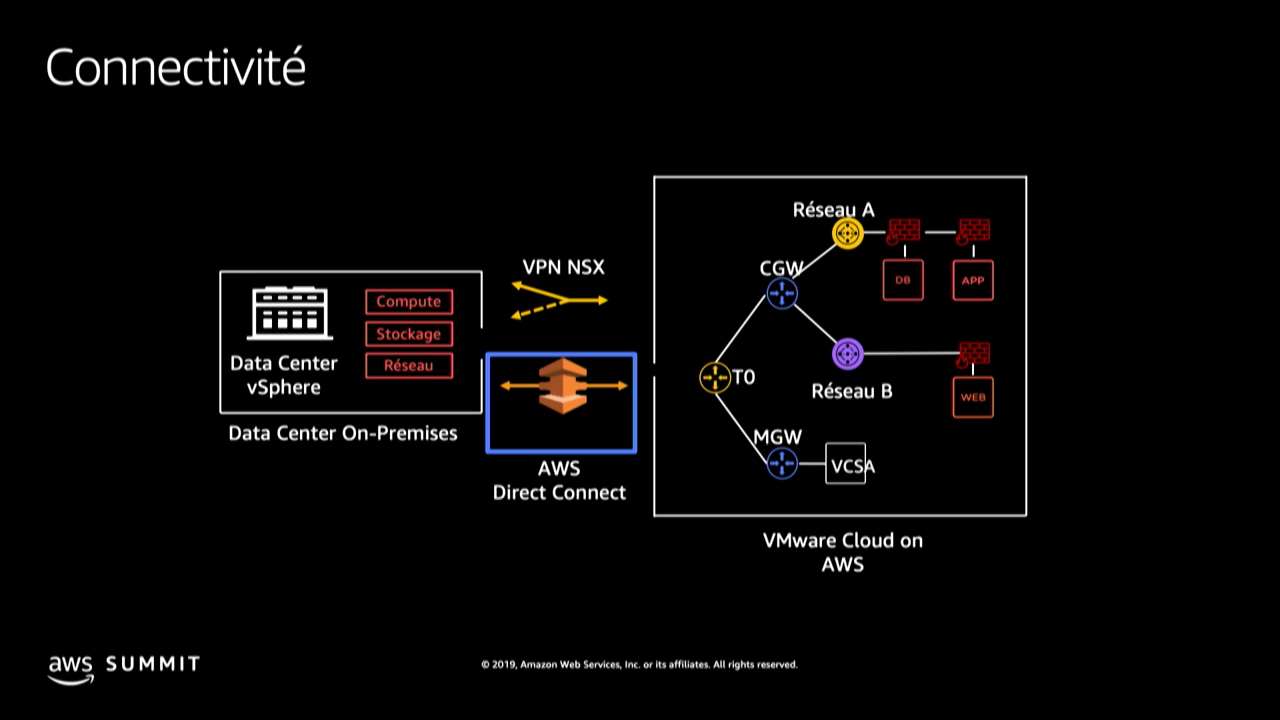 Connectivité
Data Center
vSphere
Compute
Stockage
Réseau
Data Center On-Premises
VPN NSX
AWS
Direct Connect
Réseau A
CGW
DB
APP
T0
Réseau B
WEB
MGW
VCSA
VMware Cloud on
AWS
aws SUMMIT
© 2019, Amazon Web Services, Inc. or its affiliates. All rights reserved.